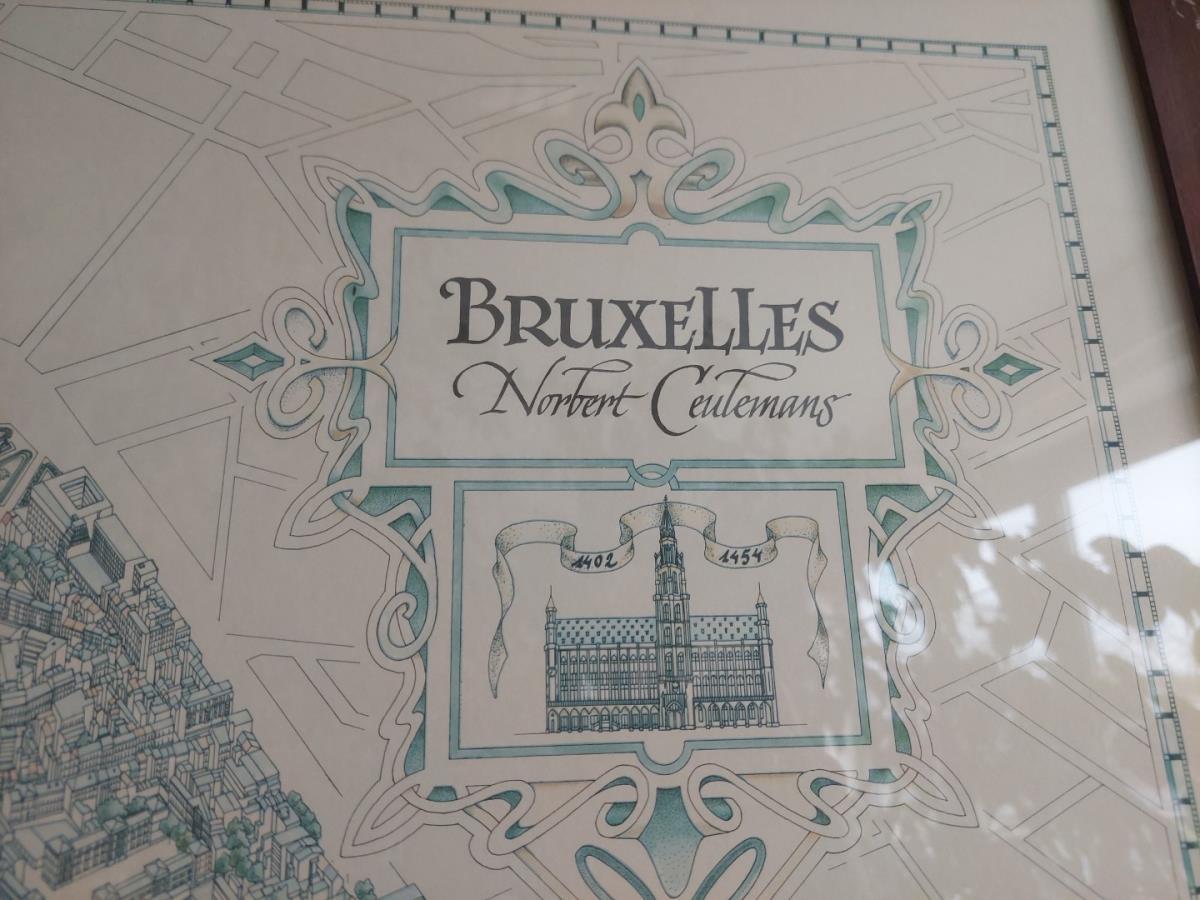 BRUXELLES
Norbert Ceulemans
1402 1454